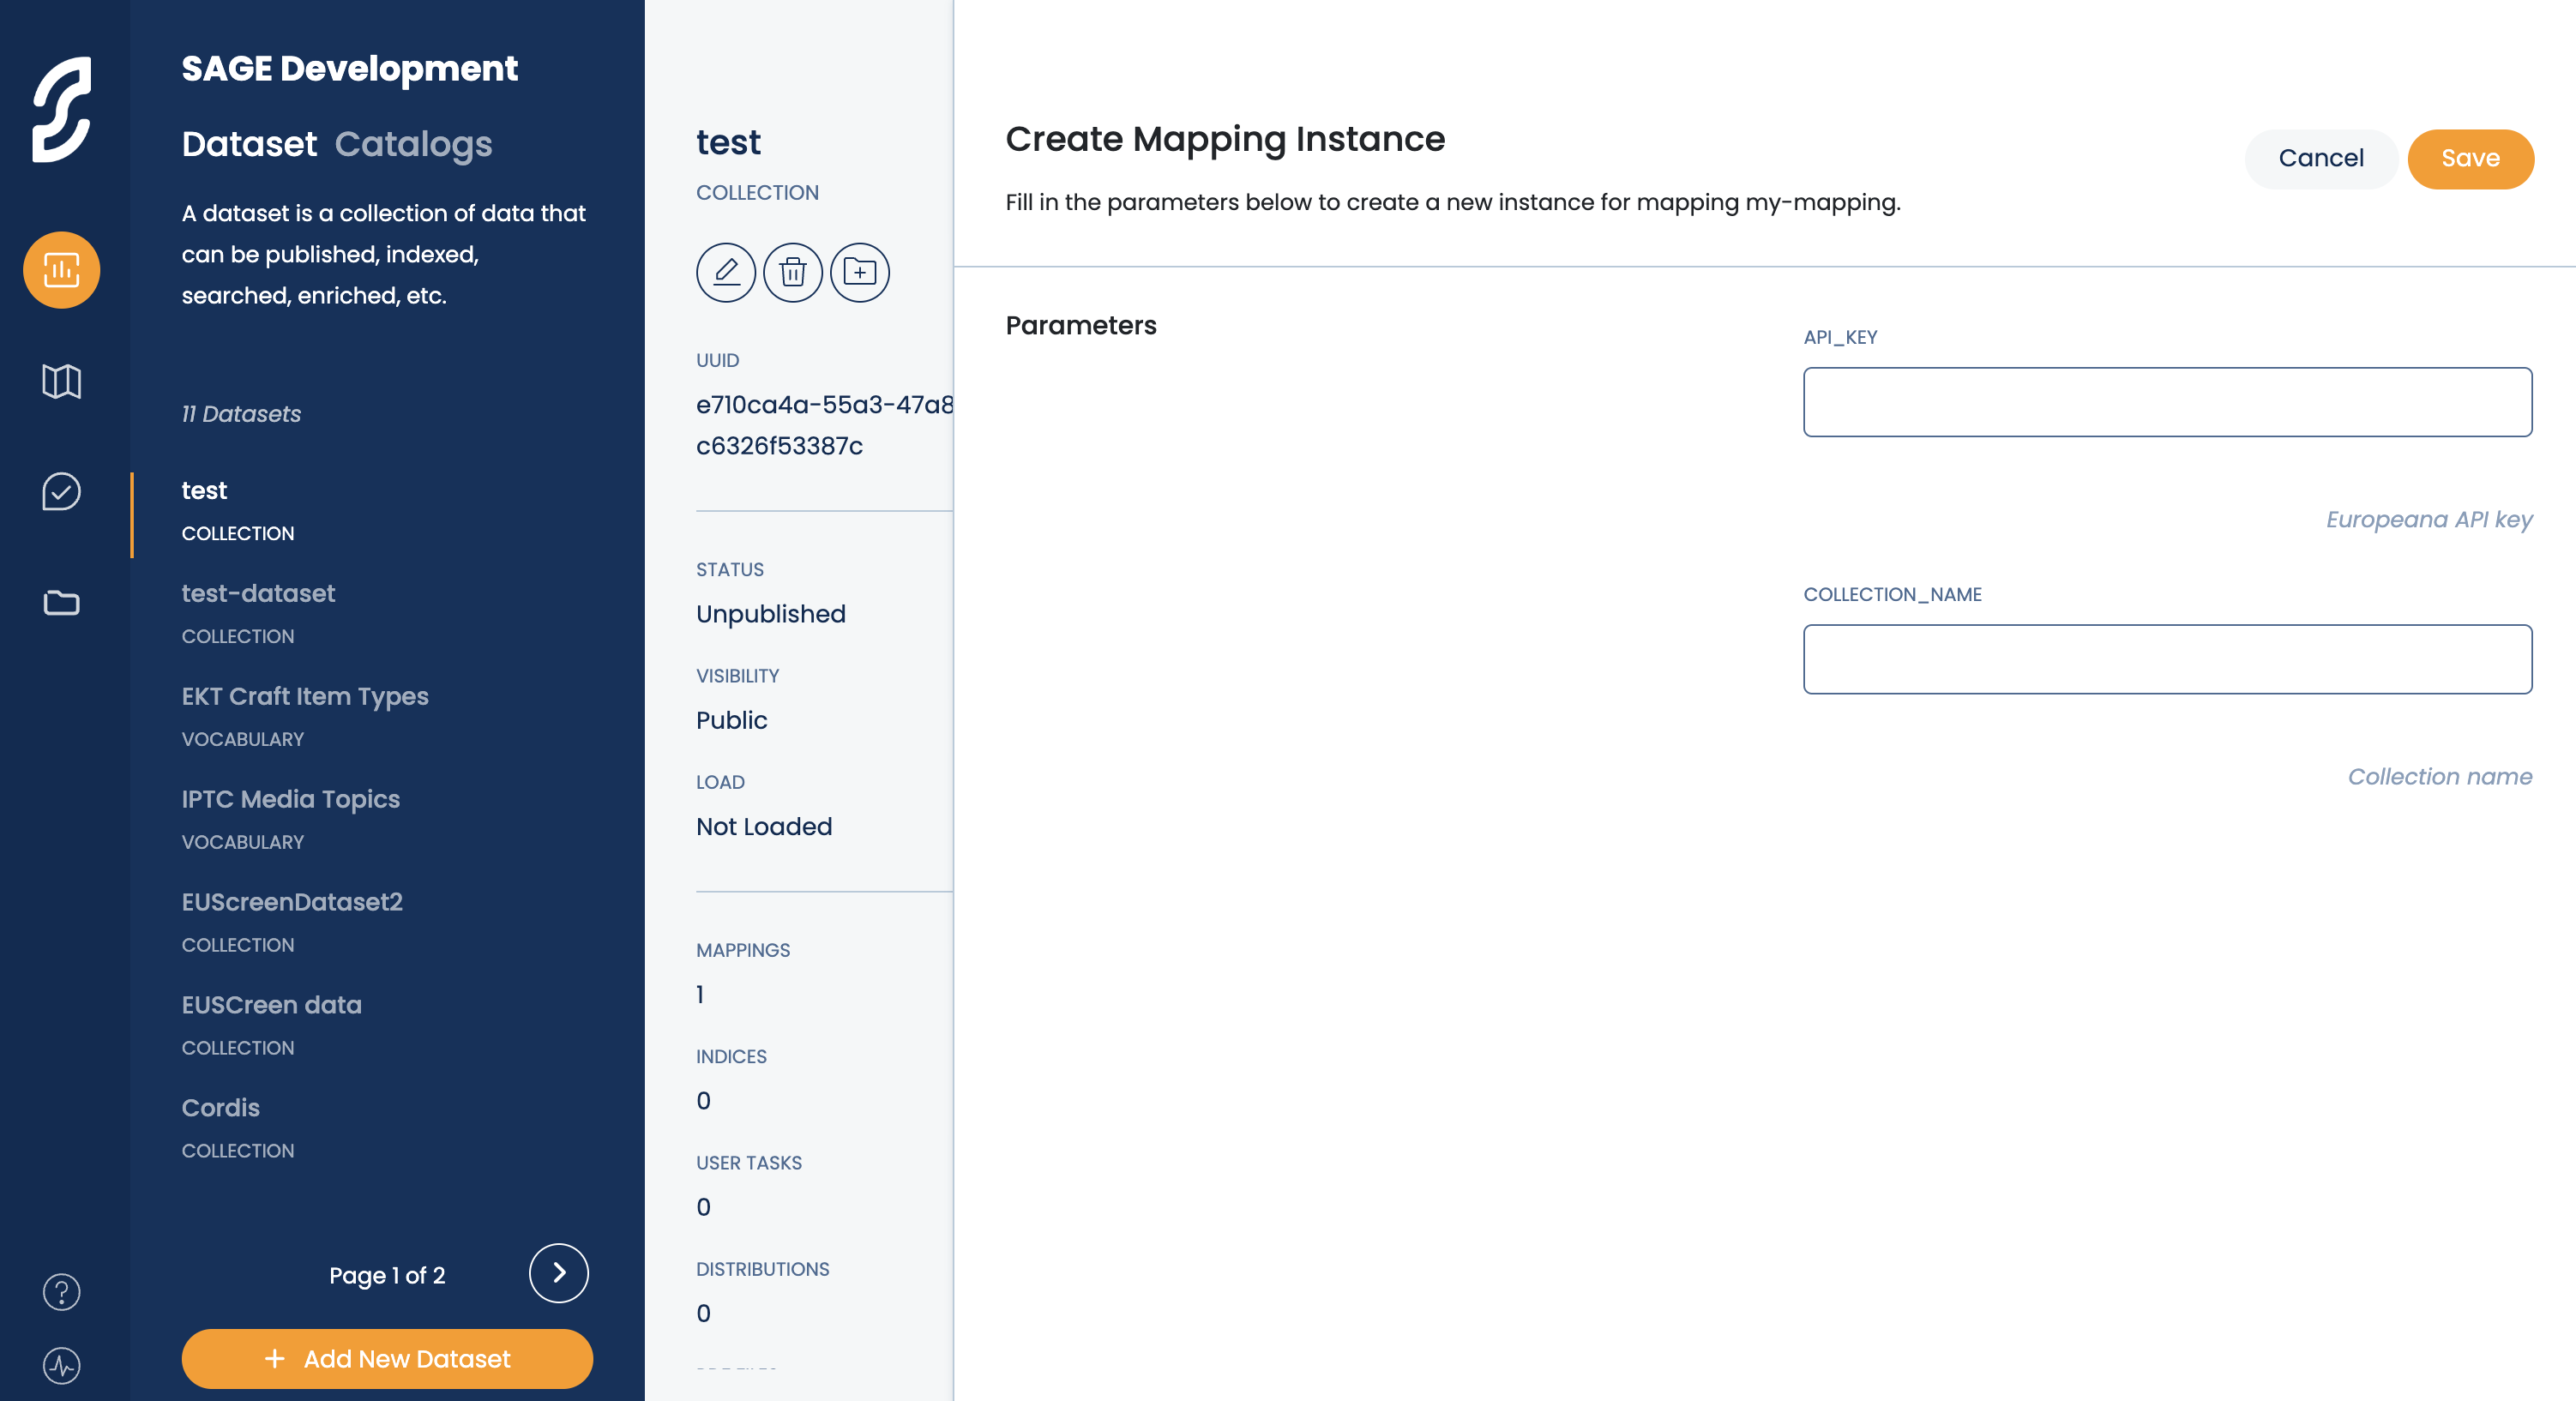 SAGE Development
Dataset Catalogs
A dataset is a collection of data that
can be published, indexed,
searched, enriched, etc.
11 Datasets
test
COLLECTION
test-dataset
COLLECTION
EKT Craft Item Types
VOCABULARY
IPTC Media Topics
VOCABULARY
EUScreenDataset2
COLLECTION
EUSCreen data
COLLECTION
Cordis
COLLECTION
Page 1 of 2
+ Add New Dataset
test
COLLECTION
UUID
e710ca4a-55a3-47a8
c6326f53387c
STATUS
Unpublished
VISIBILITY
Public
LOAD
Not Loaded
MAPPINGS
1
INDICES
0
USER TASKS
0
DISTRIBUTIONS
0
Create Mapping Instance
Cancel
Save
Fill in the parameters below to create a new instance for mapping my-mapping.
Parameters
API_KEY
Europeana API key
COLLECTION_NAME
Collection name